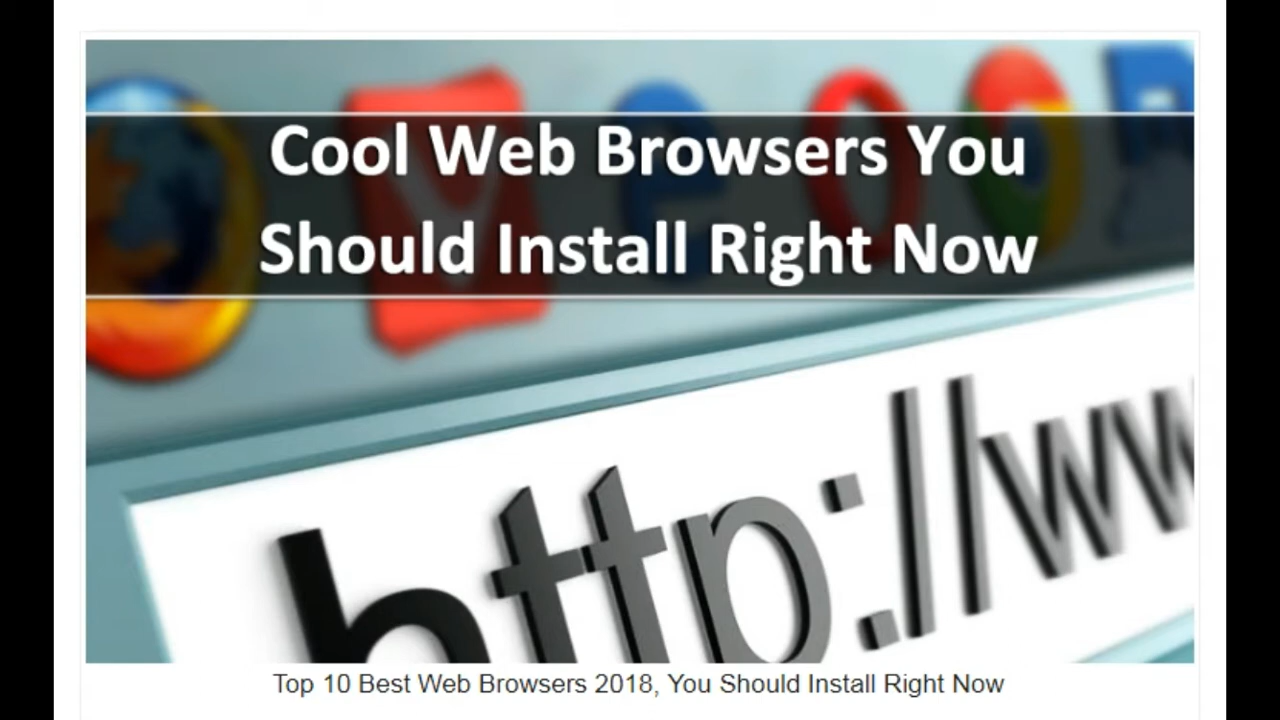 Cool Web Browsers You
Should Install Right Now
http://ww
Top 10 Best Web Browsers 2018, You Should Install Right Now